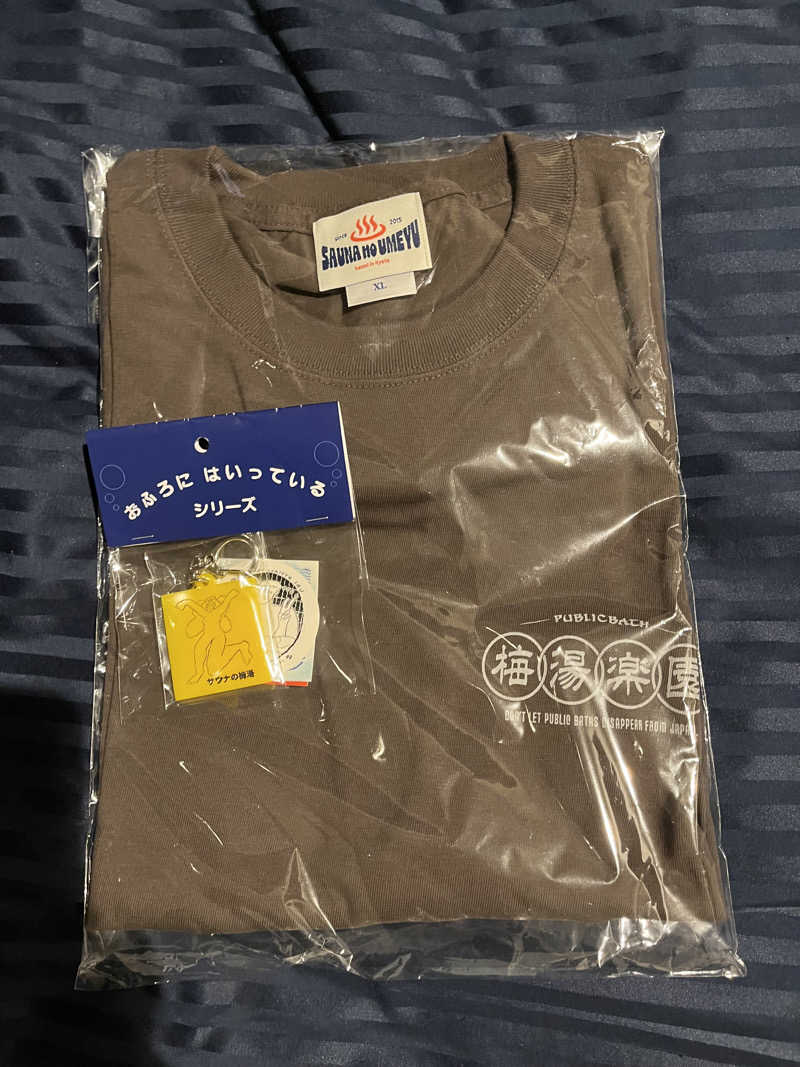 since 2015
SAUNA NO UMEYU
based in Kyoto
XL
おふろに はいっている
シリーズ
サウナの梅湯
PUBLICBATH
梅湯楽園
DON'T LET PUBLIC BATHS DISAPPEAR FROM JAPAN